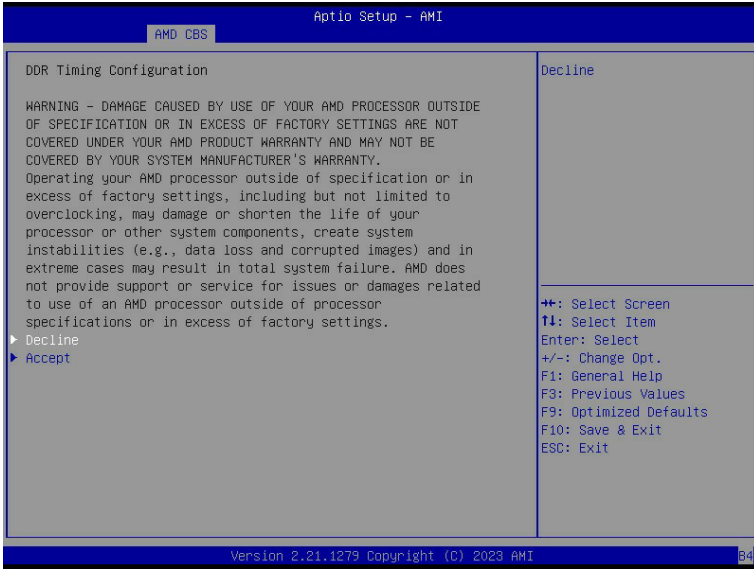 Aptio Setup - AMI
AMD CBS
DDR Timing Configuration
WARNING - DAMAGE CAUSED BY USE OF YOUR AMD PROCESSOR OUTSIDE
OF SPECIFICATION OR IN EXCESS OF FACTORY SETTINGS ARE NOT
COVERED UNDER YOUR AMD PRODUCT WARRANTY AND MAY NOT BE
COVERED BY YOUR SYSTEM MANUFACTURER'S WARRANTY.
Operating your AMD processor outside of specification or in
excess of factory settings, including but not limited to
overclocking, may damage or shorten the life of your
processor or other system components, create system
instabilities (e.g., data loss and corrupted images) and in
extreme cases may result in total system failure. AMD does
not provide support or service for issues or damages related
to use of an AMD processor outside of processor
specifications or in excess of factory settings.
Decline
Accept
Decline
→←: Select Screen
↑↓: Select Item
Enter: Select
+/-: Change Opt.
F1: General Help
F3: Previous Values
F9: Optimized Defaults
F10: Save & Exit
ESC: Exit
Version 2.21.1279 Copyright (C) 2023 AMI
B4